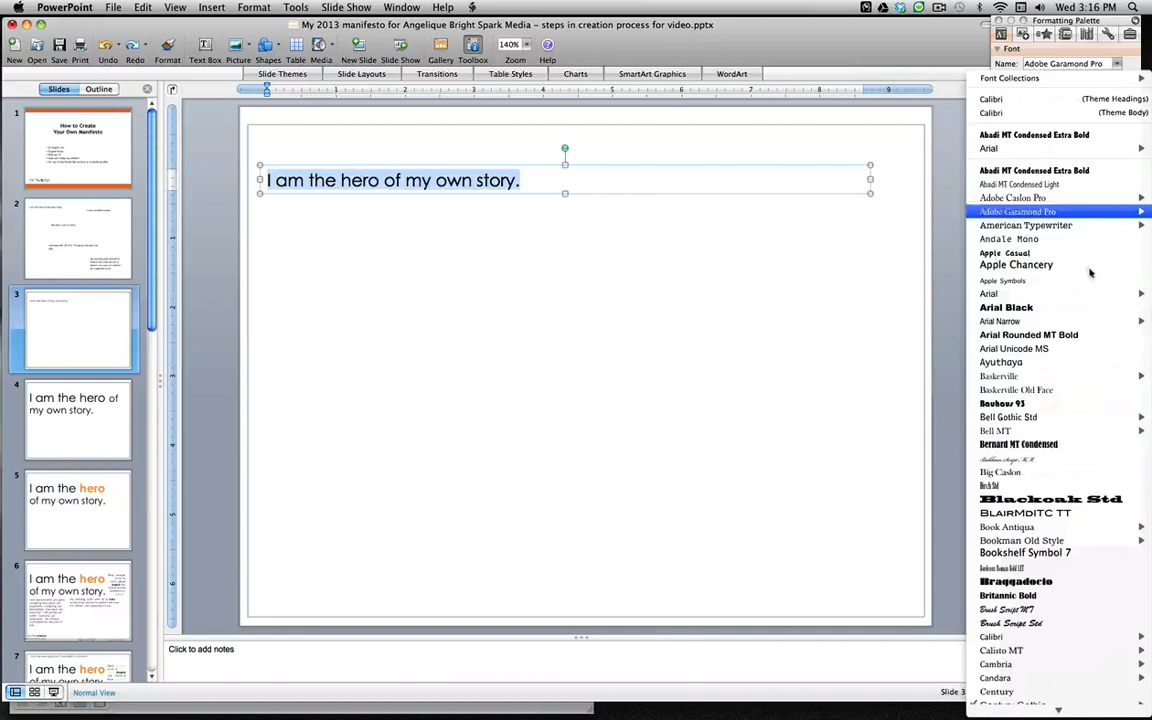 PowerPoint File Edit View Insert Format Tools Slide Show Window Help Wed 3:16 PM
My 2013 manifesto for Angelique Bright Spark Media – steps in creation process for video.pptx
Formatting Palette
140%
New Open Save Print Undo Redo Format Text Box Picture Shapes Table Media New Slide Slide Show Gallery Toolbox Zoom Help
Font
Name: Adobe Garamond Pro
Slide Themes Slide Layouts Transitions Table Styles Charts SmartArt Graphics WordArt
Slides Outline
1
How to Create
Your Own Manifesto
2
3
4
I am the hero of
my own story.
5
I am the hero
of my own story.
6
I am the hero
of my own story.
7
I am the hero
I am the hero of my own story.
Click to add notes
Normal View
Slide 3
Font Collections
Calibri (Theme Headings)
Calibri (Theme Body)
Abadi MT Condensed Extra Bold
Arial
Abadi MT Condensed Extra Bold
Abadi MT Condensed Light
Adobe Caslon Pro
Adobe Garamond Pro
American Typewriter
Andale Mono
Apple Casual
Apple Chancery
Apple Symbols
Arial
Arial Black
Arial Narrow
Arial Rounded MT Bold
Arial Unicode MS
Ayuthaya
Baskerville
Baskerville Old Face
Bauhaus 93
Bell Gothic Std
Bell MT
Bernard MT Condensed
Big Caslon
Birch Std
Blackoak Std
BlairMdITC TT
Book Antiqua
Bookman Old Style
Bookshelf Symbol 7
Braggadocio
Britannic Bold
Brush Script MT
Brush Script Std
Calibri
Calisto MT
Cambria
Candara
Century
Century Gothic